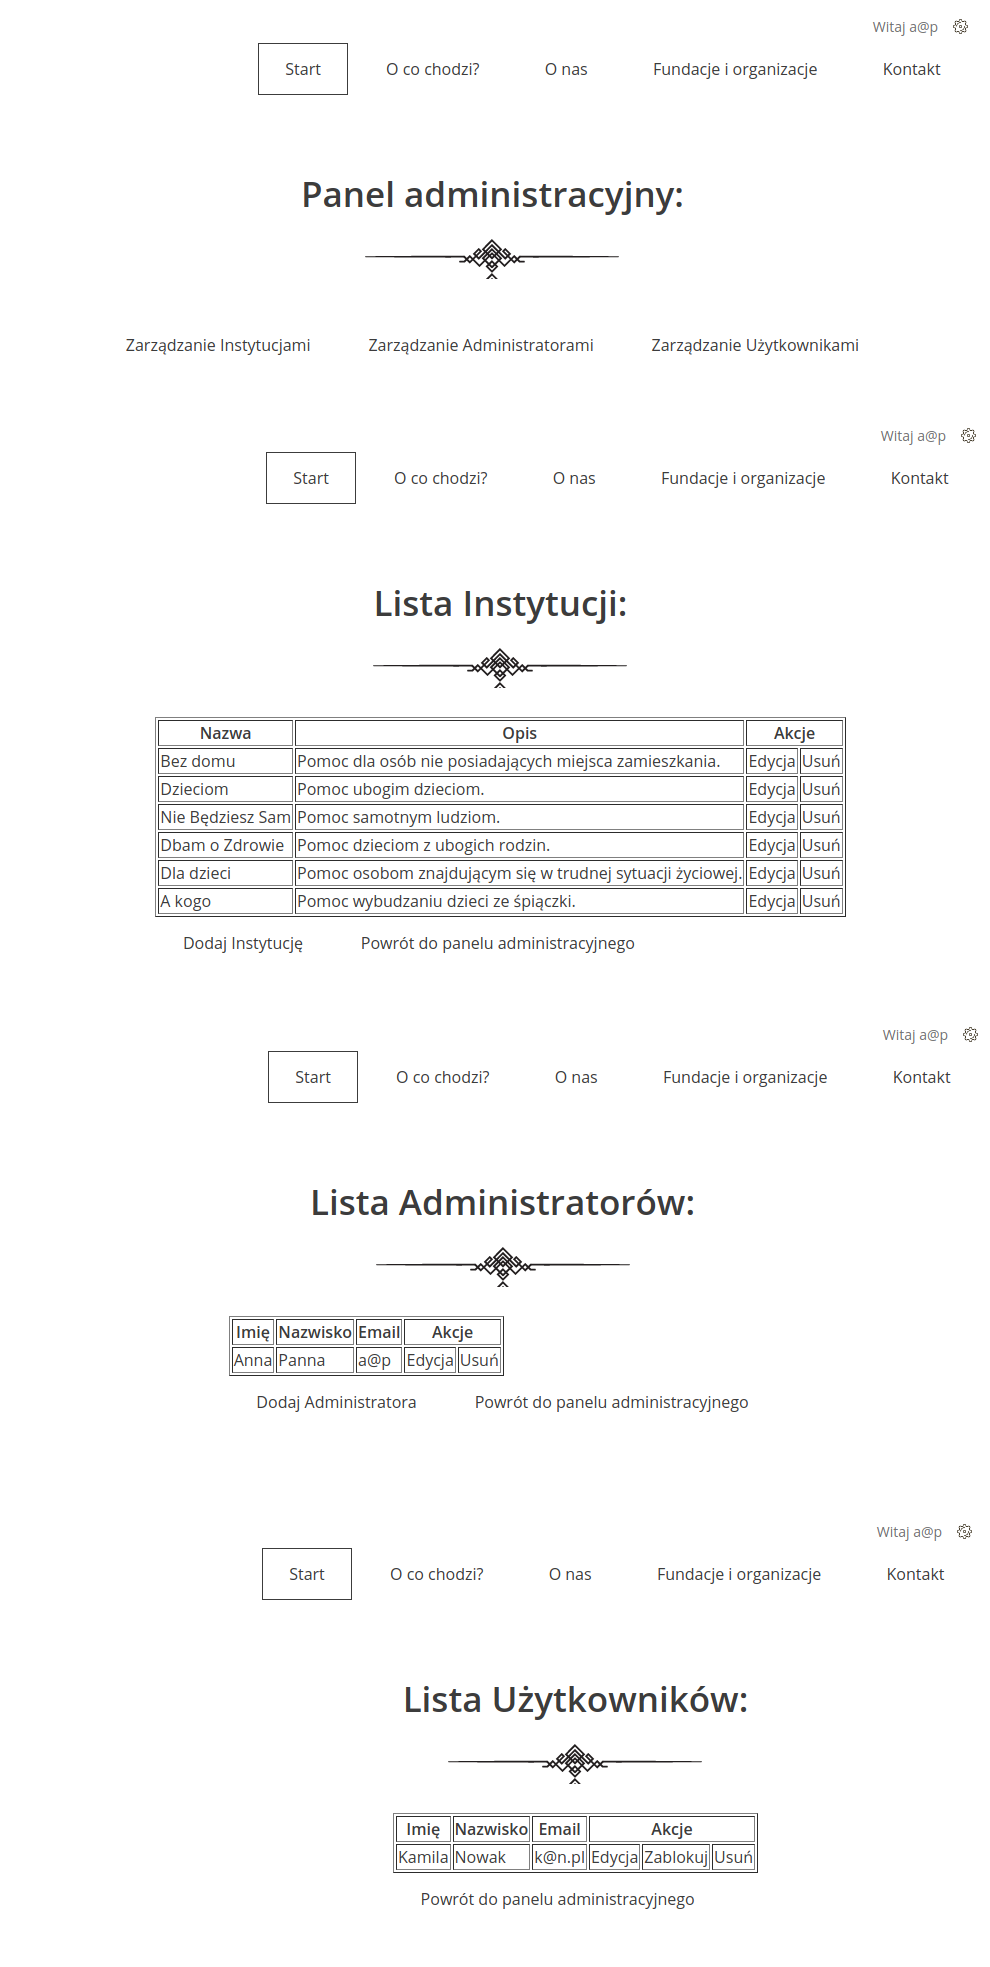 Witaj a@p
Start O co chodzi? O nas Fundacje i organizacje Kontakt
Panel administracyjny:
Zarządzanie Instytucjami Zarządzanie Administratorami Zarządzanie Użytkownikami
Witaj a@p
Start O co chodzi? O nas Fundacje i organizacje Kontakt
Lista Instytucji:
Nazwa Opis Akcje
Bez domu Pomoc dla osób nie posiadających miejsca zamieszkania. Edycja Usuń
Dzieciom Pomoc ubogim dzieciom. Edycja Usuń
Nie Będziesz Sam Pomoc samotnym ludziom. Edycja Usuń
Dbam o Zdrowie Pomoc dzieciom z ubogich rodzin. Edycja Usuń
Dla dzieci Pomoc osobom znajdującym się w trudnej sytuacji życiowej. Edycja Usuń
A kogo Pomoc wybudzaniu dzieci ze śpiączki. Edycja Usuń
Dodaj Instytucję Powrót do panelu administracyjnego
Witaj a@p
Start O co chodzi? O nas Fundacje i organizacje Kontakt
Lista Administratorów:
Imię Nazwisko Email Akcje
Anna Panna a@p Edycja Usuń
Dodaj Administratora Powrót do panelu administracyjnego
Witaj a@p
Start O co chodzi? O nas Fundacje i organizacje Kontakt
Lista Użytkowników:
Imię Nazwisko Email Akcje
Kamila Nowak k@n.pl Edycja Zablokuj Usuń
Powrót do panelu administracyjnego